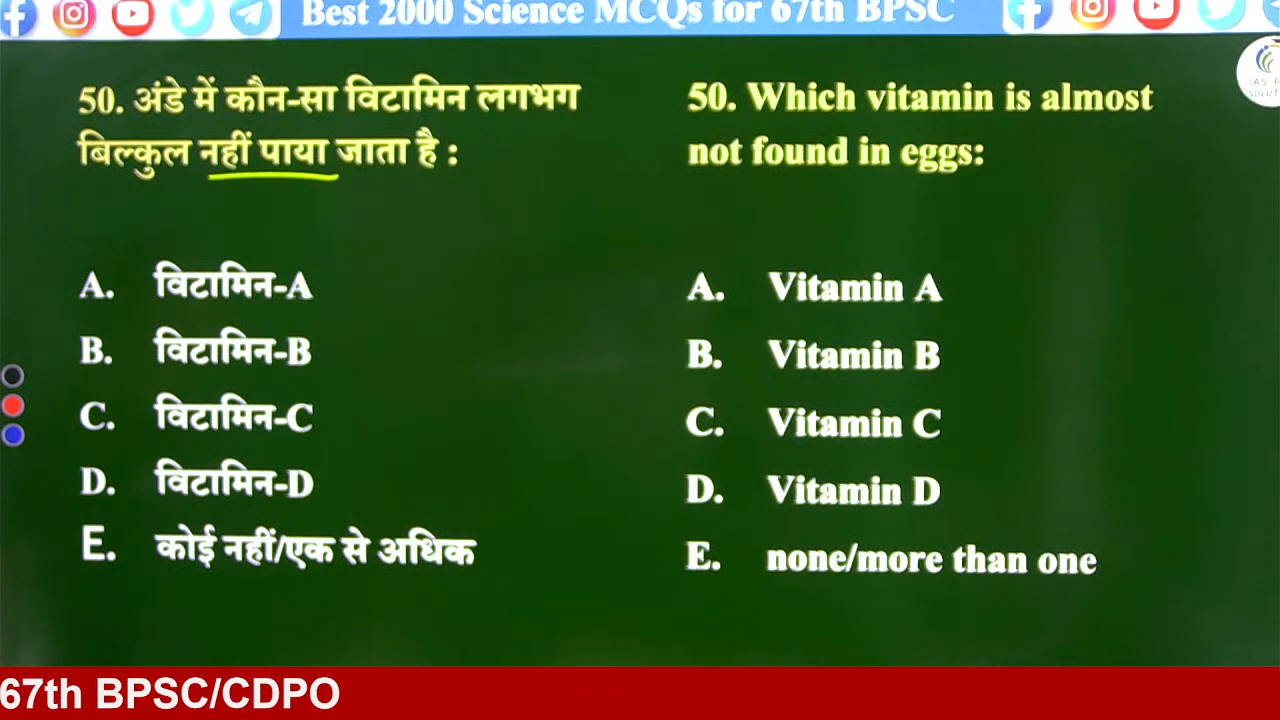 Best 2000 Science MCQs for 67th BPSC
50. अंडे में कौन-सा विटामिन लगभग
बिल्कुल नहीं पाया जाता है :
A. विटामिन-A
B. विटामिन-B
C. विटामिन-C
D. विटामिन-D
E. कोई नहीं/एक से अधिक
50. Which vitamin is almost
not found in eggs:
A. Vitamin A
B. Vitamin B
C. Vitamin C
D. Vitamin D
E. none/more than one
67th BPSC/CDPO